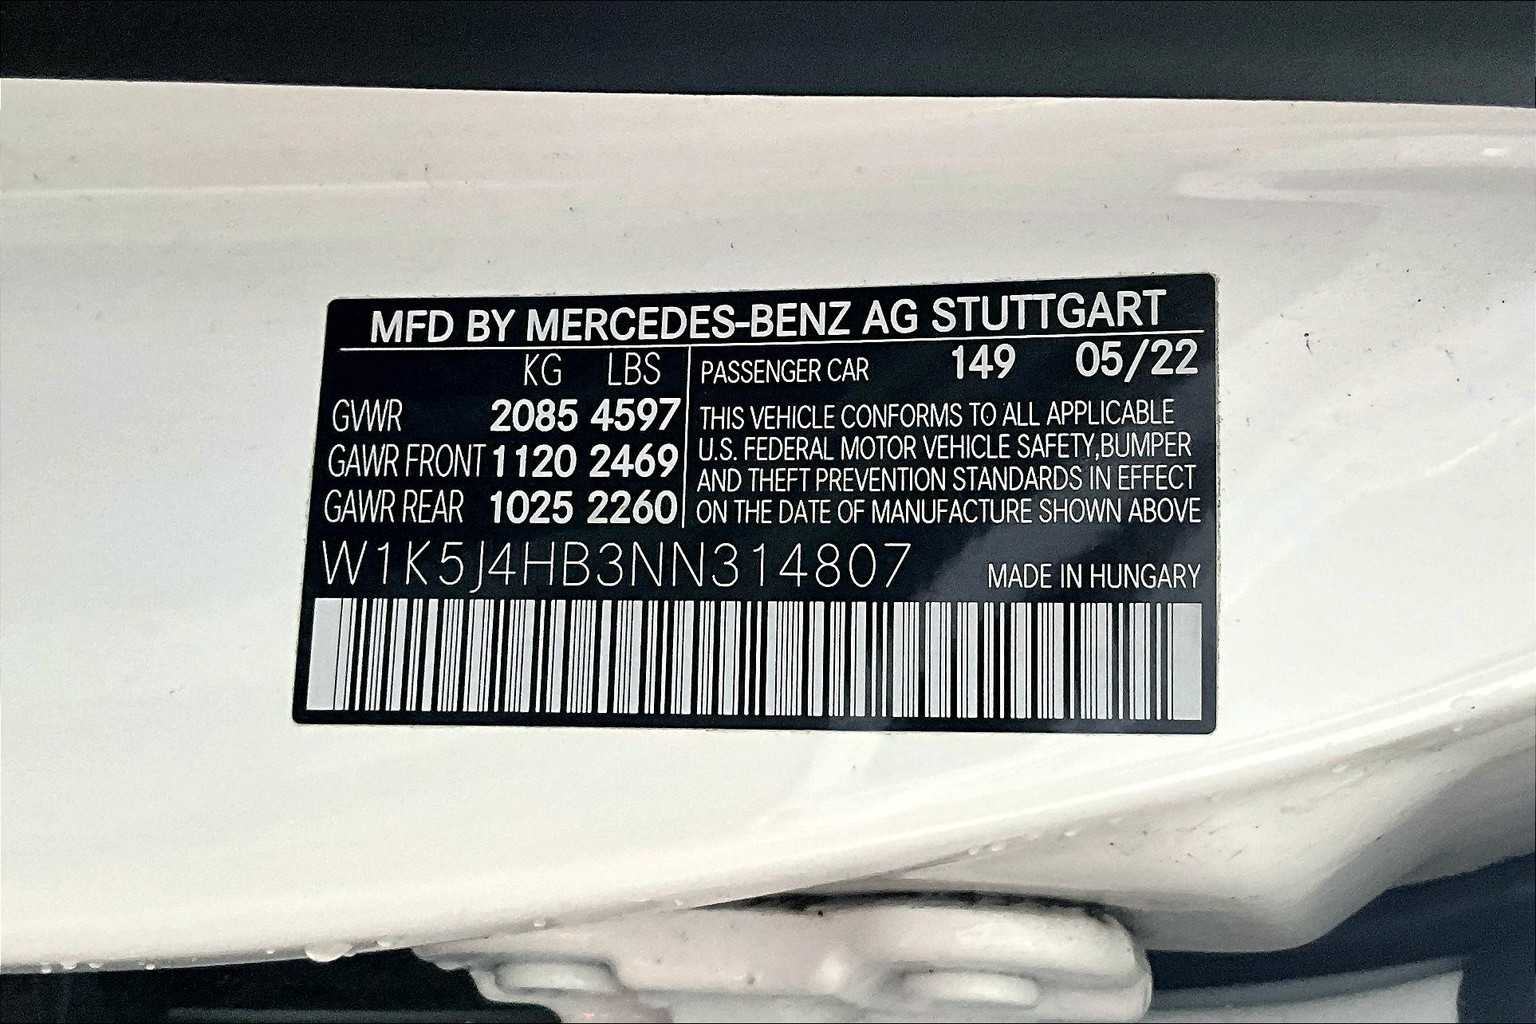 MFD BY MERCEDES-BENZ AG STUTTGART
KG LBS
GVWR 2085 4597
GAWR FRONT 1120 2469
GAWR REAR 1025 2260
PASSENGER CAR 149 05/22
THIS VEHICLE CONFORMS TO ALL APPLICABLE
U.S. FEDERAL MOTOR VEHICLE SAFETY,BUMPER
AND THEFT PREVENTION STANDARDS IN EFFECT
ON THE DATE OF MANUFACTURE SHOWN ABOVE
W1K5J4HB3NN314807
MADE IN HUNGARY